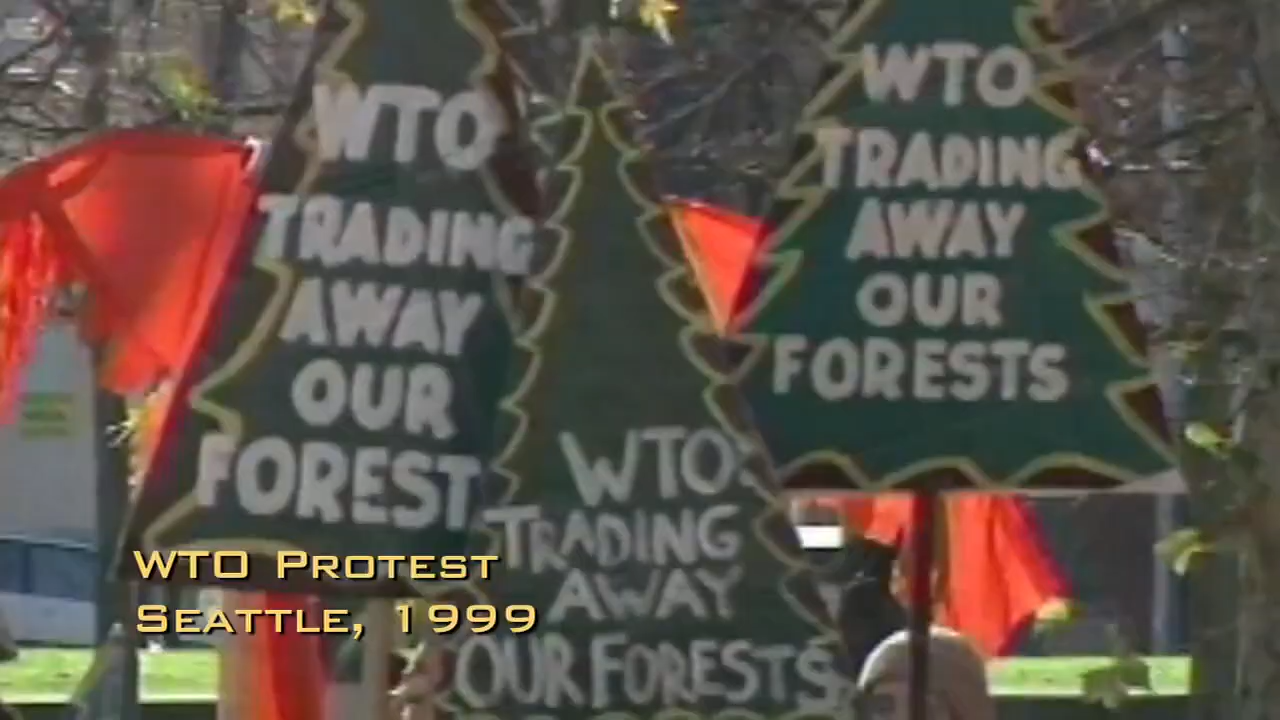 WTO
TRADING
AWAY
OUR
FOREST
WTO
TRADING
AWAY
OUR FORESTS
WTO
TRADING
AWAY
OUR
FORESTS
WTO PROTEST
SEATTLE, 1999